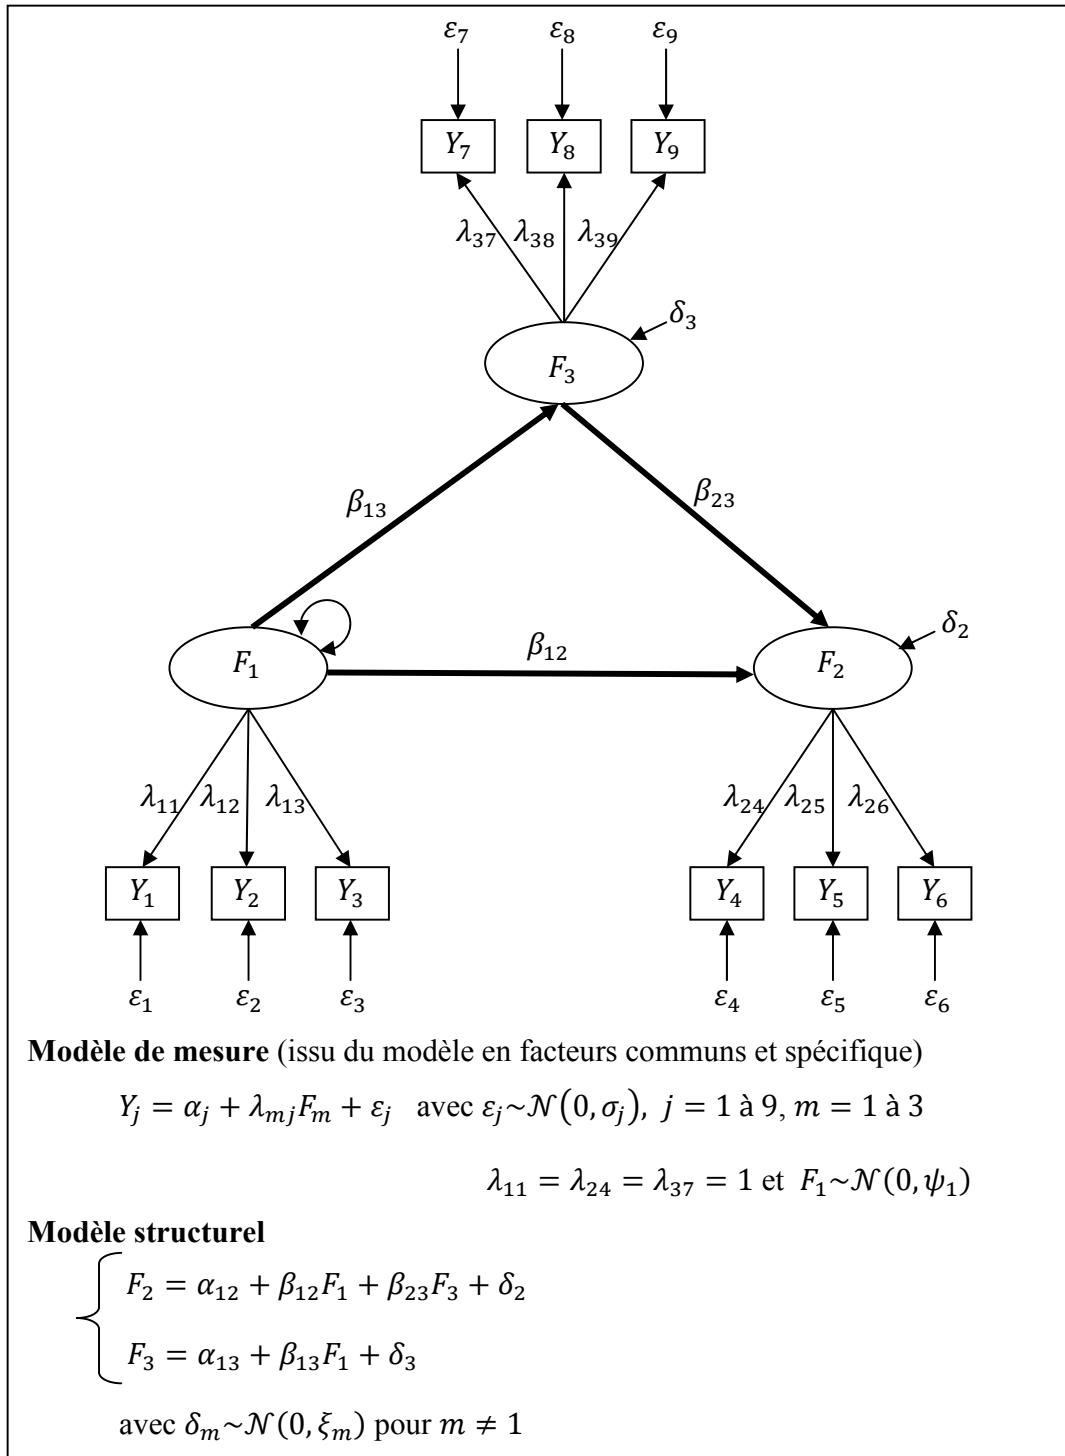 ε₇ ε₈ ε₉
Y₇ Y₈ Y₉
λ₃₇ λ₃₈ λ₃₉
δ₃
F₃
β₁₃ β₂₃
δ₂
F₁ β₁₂ F₂
λ₁₁ λ₁₂ λ₁₃ λ₂₄ λ₂₅ λ₂₆
Y₁ Y₂ Y₃ Y₄ Y₅ Y₆
ε₁ ε₂ ε₃ ε₄ ε₅ ε₆
Modèle de mesure (issu du modèle en facteurs communs et spécifique)
Yⱼ = αⱼ + λₘⱼFₘ + εⱼ avec εⱼ~𝒩(0, σⱼ), j = 1 à 9, m = 1 à 3
λ₁₁ = λ₂₄ = λ₃₇ = 1 et F₁~𝒩(0, ψ₁)
Modèle structurel
F₂ = α₁₂ + β₁₂F₁ + β₂₃F₃ + δ₂
F₃ = α₁₃ + β₁₃F₁ + δ₃
avec δₘ~𝒩(0, ξₘ) pour m ≠ 1